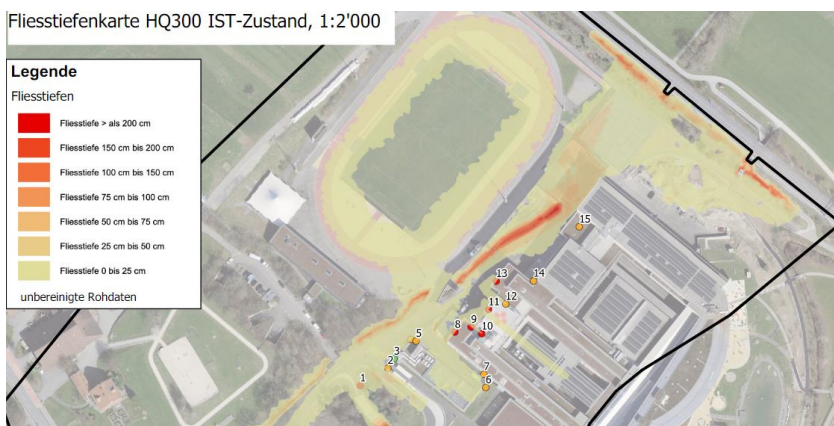 Fliesstiefenkarte HQ300 IST-Zustand, 1:2'000
Legende
Fliesstiefen
Fliesstiefe > als 200 cm
Fliesstiefe 150 cm bis 200 cm
Fliesstiefe 100 cm bis 150 cm
Fliesstiefe 75 cm bis 100 cm
Fliesstiefe 50 cm bis 75 cm
Fliesstiefe 25 cm bis 50 cm
Fliesstiefe 0 bis 25 cm
unbereinigte Rohdaten
15
13
14
12
11
9
8
10
5
3
2
1
7
6